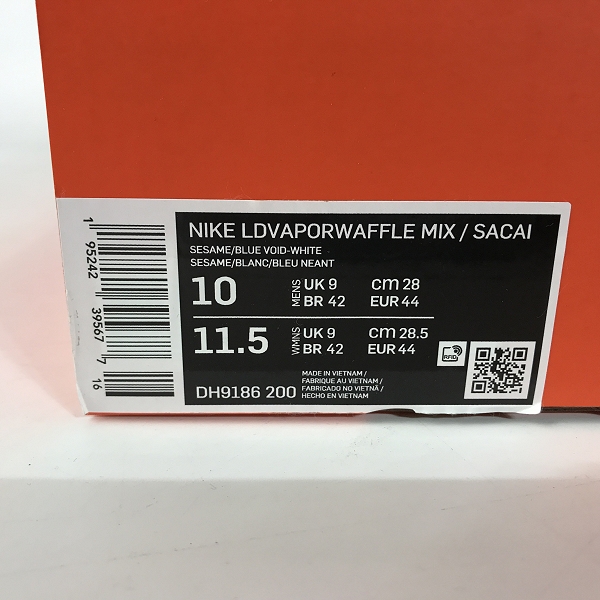 NIKE LDVAPORWAFFLE MIX / SACAI
SESAME/BLUE VOID-WHITE
SESAME/BLANC/BLEU NEANT
10 MENS UK 9 CM 28
BR 42 EUR 44
11.5 WMNS UK 9 CM 28.5
BR 42 EUR 44
DH9186 200
MADE IN VIETNAM /
FABRIQUE AU VIETNAM /
FABRICADO NO VIETNÃ /
HECHO EN VIETNAM
RFID
1 95242 39567 7
16